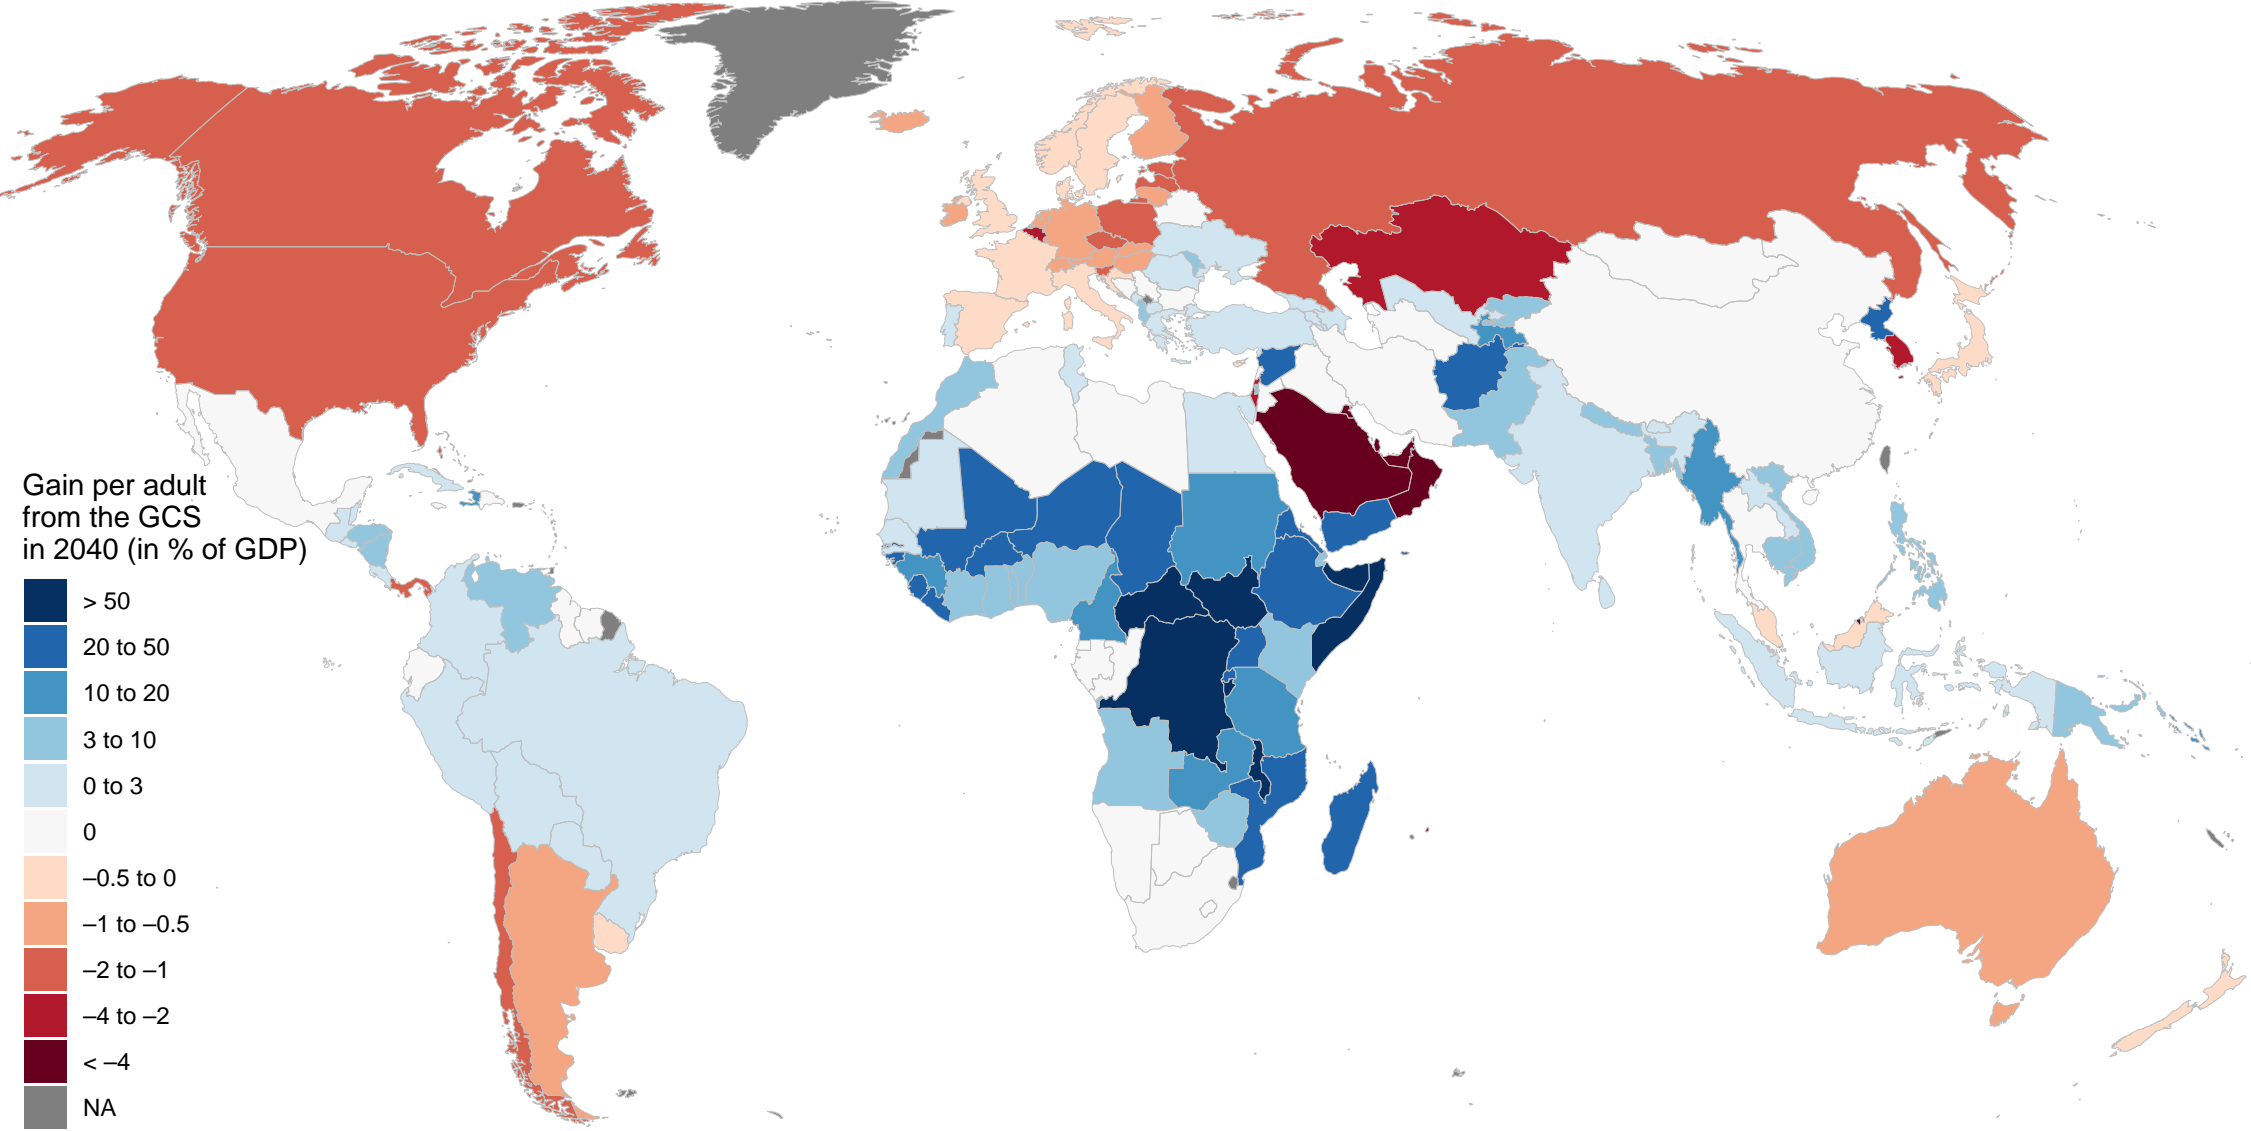 Gain per adult
from the GCS
in 2040 (in % of GDP)
> 50
20 to 50
10 to 20
3 to 10
0 to 3
0
–0.5 to 0
–1 to –0.5
–2 to –1
–4 to –2
< –4
NA